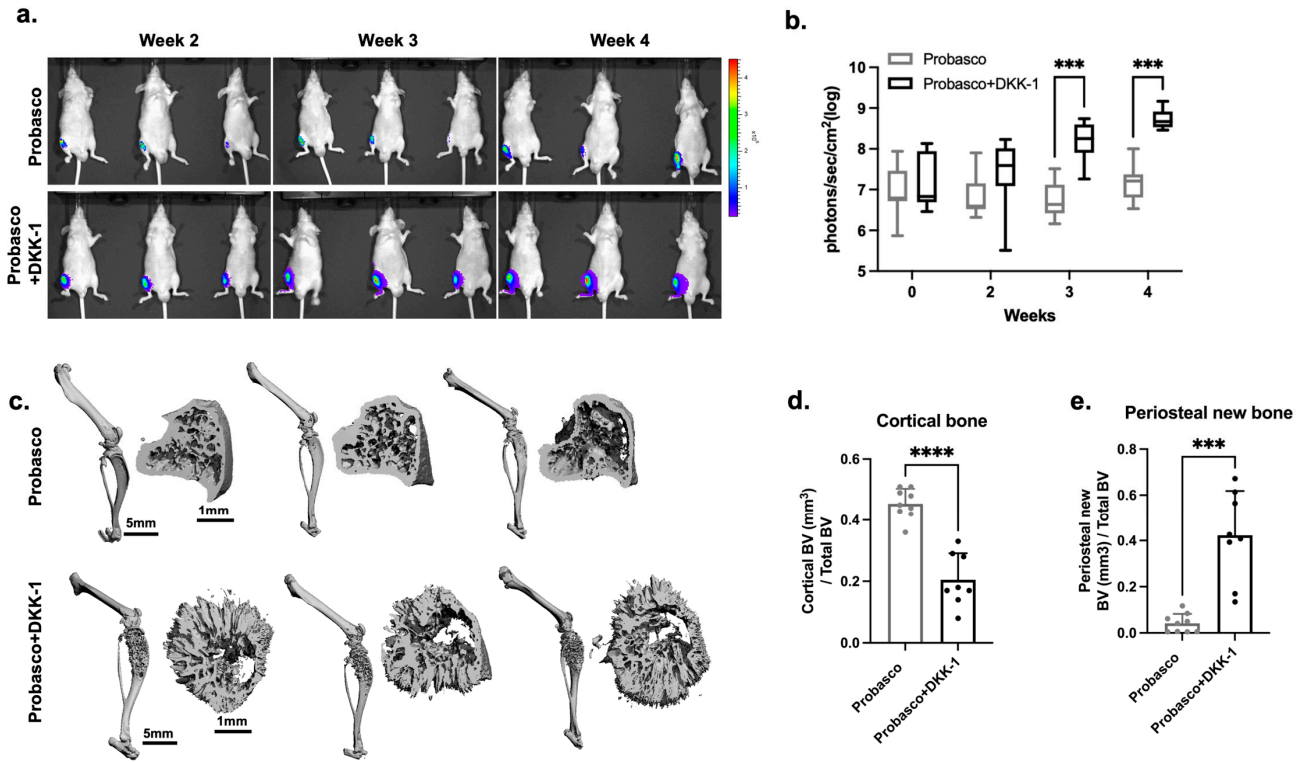 a.
Week 2
Week 3
Week 4
Probasco
Probasco
+DKK-1
4
3
2
1
b.
Probasco
Probasco+DKK-1
***
***
photons/sec/cm²(log)
10
9
8
7
6
5
0
2
3
4
Weeks
c.
Probasco
5mm
1mm
Probasco+DKK-1
5mm
1mm
d.
Cortical bone
****
Cortical BV (mm³)
/ Total BV
0.6
0.4
0.2
0.0
Probasco
Probasco+DKK-1
e.
Periosteal new bone
***
Periosteal new
BV (mm3) / Total BV
0.8
0.6
0.4
0.2
0.0
Probasco
Probasco+DKK-1